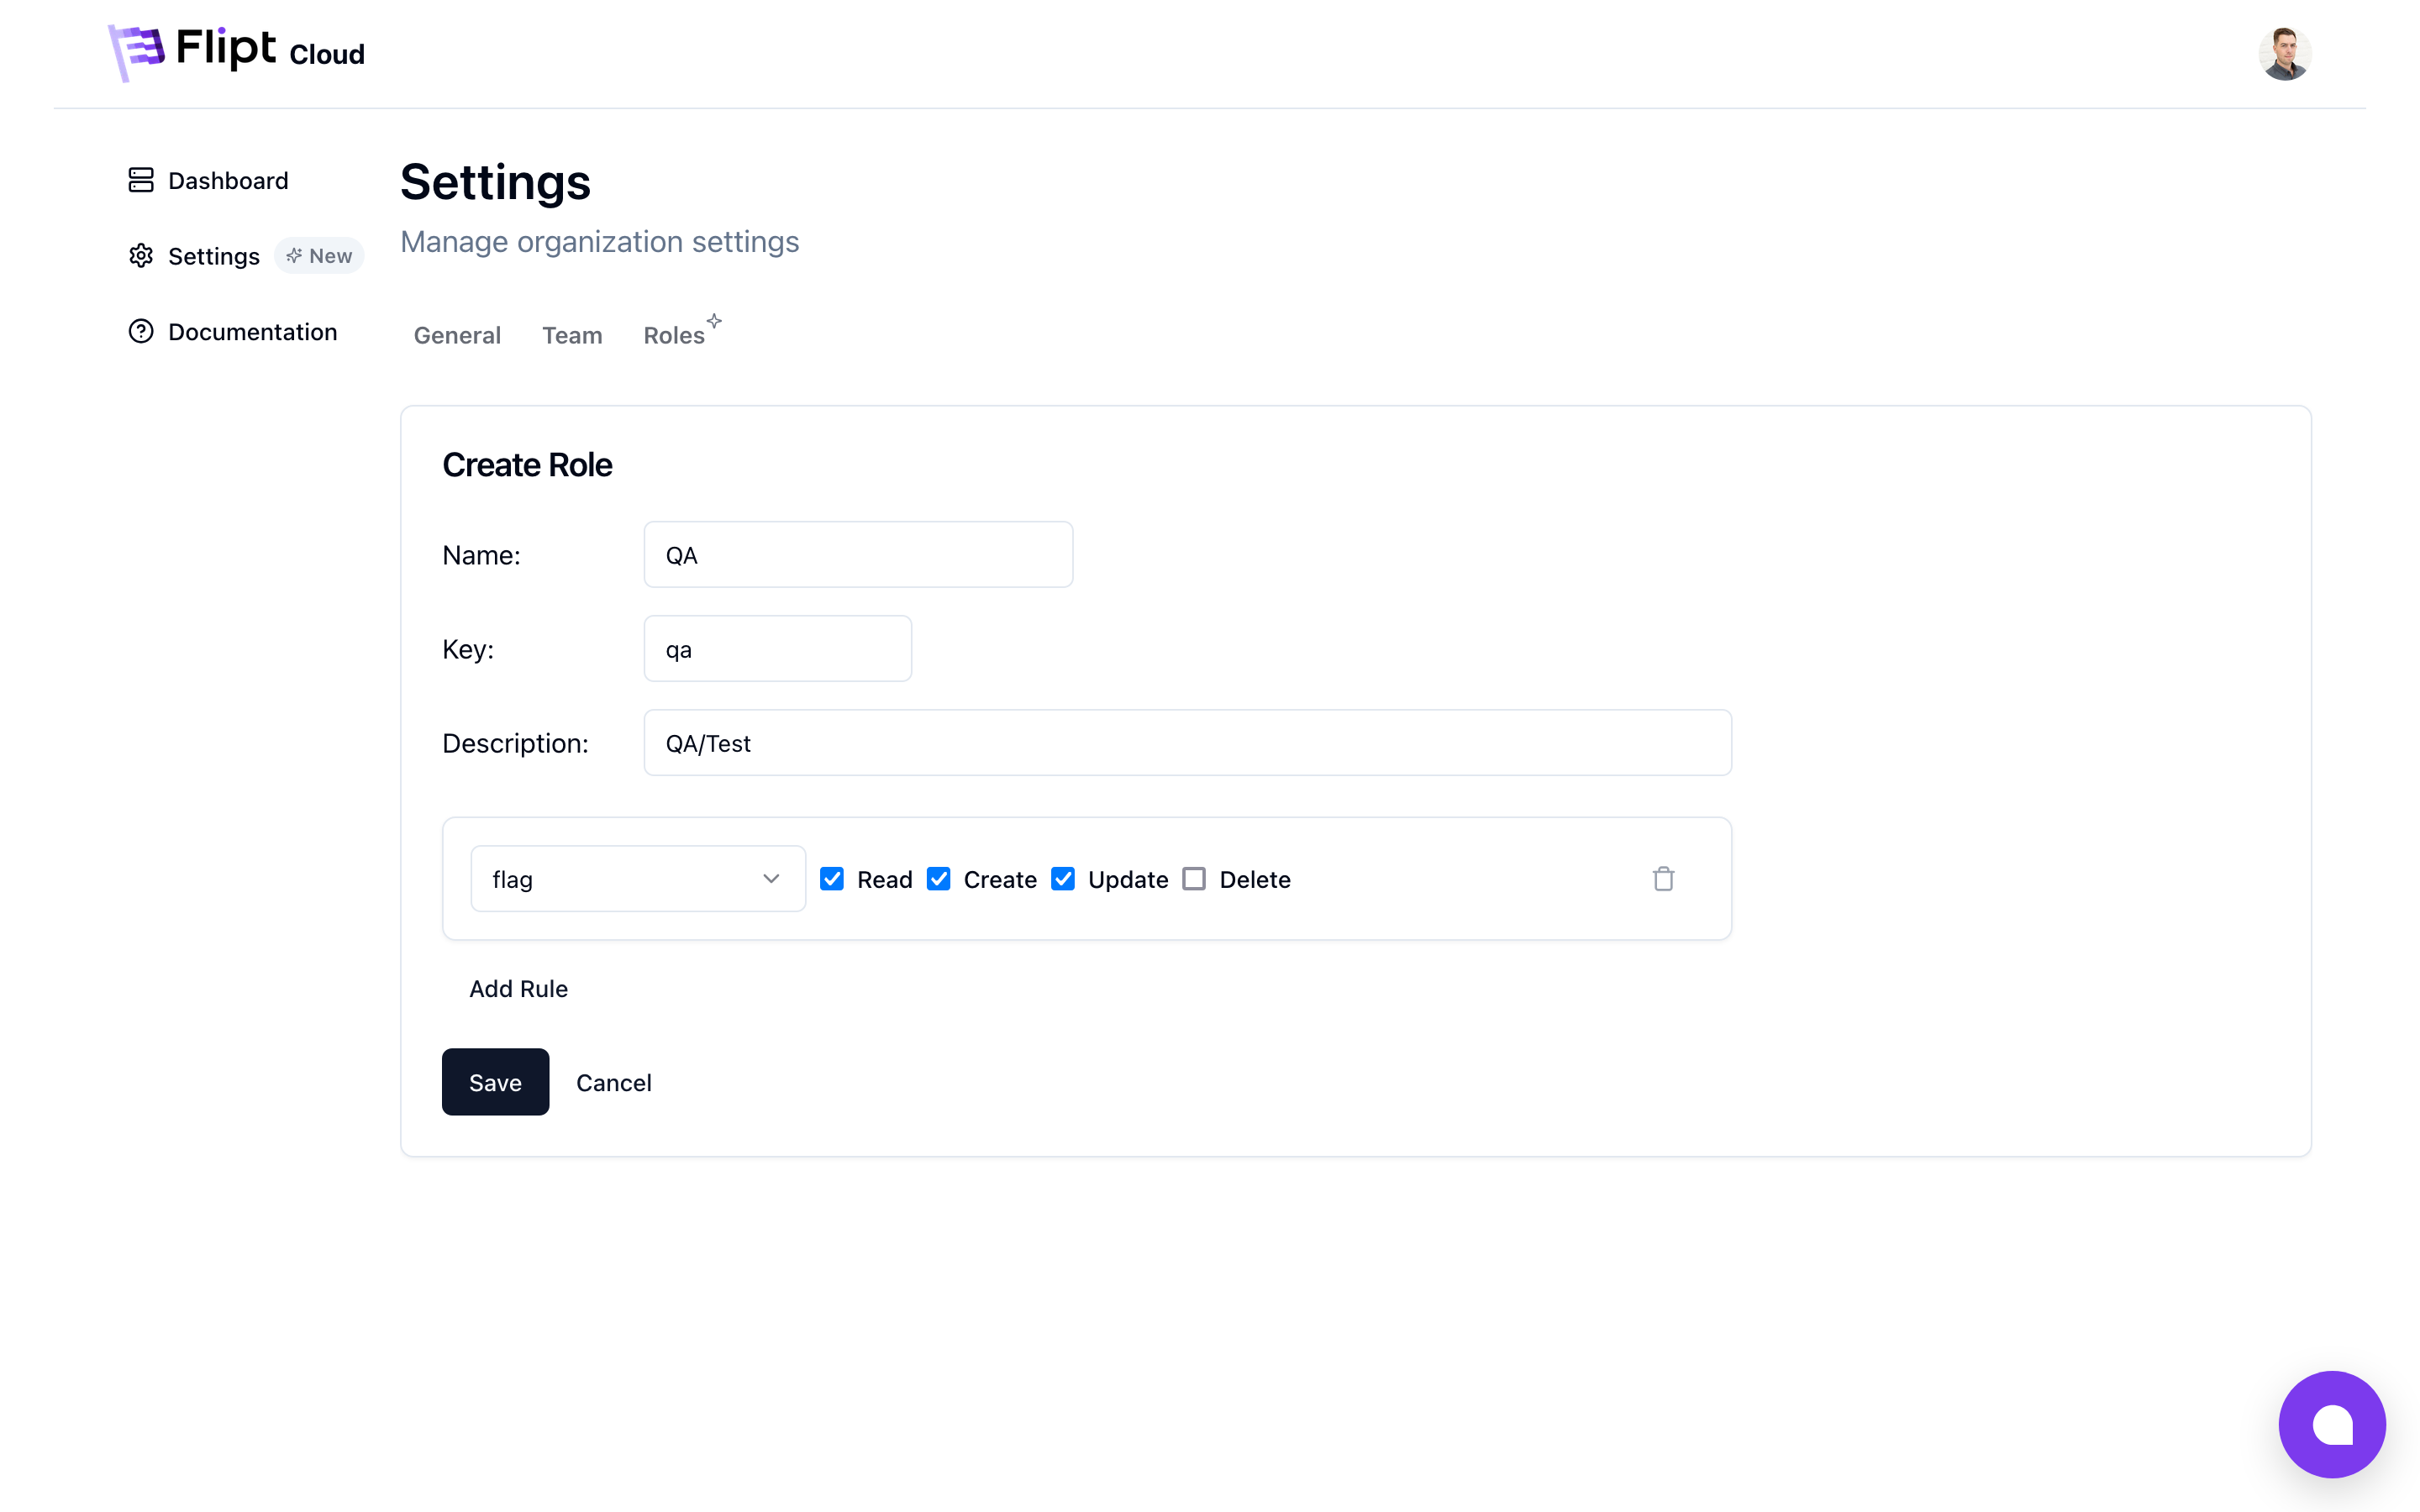 Flipt Cloud
Dashboard
Settings New
Documentation
Settings
Manage organization settings
General Team Roles
Create Role
Name: QA
Key: qa
Description: QA/Test
flag Read Create Update Delete
Add Rule
Save Cancel